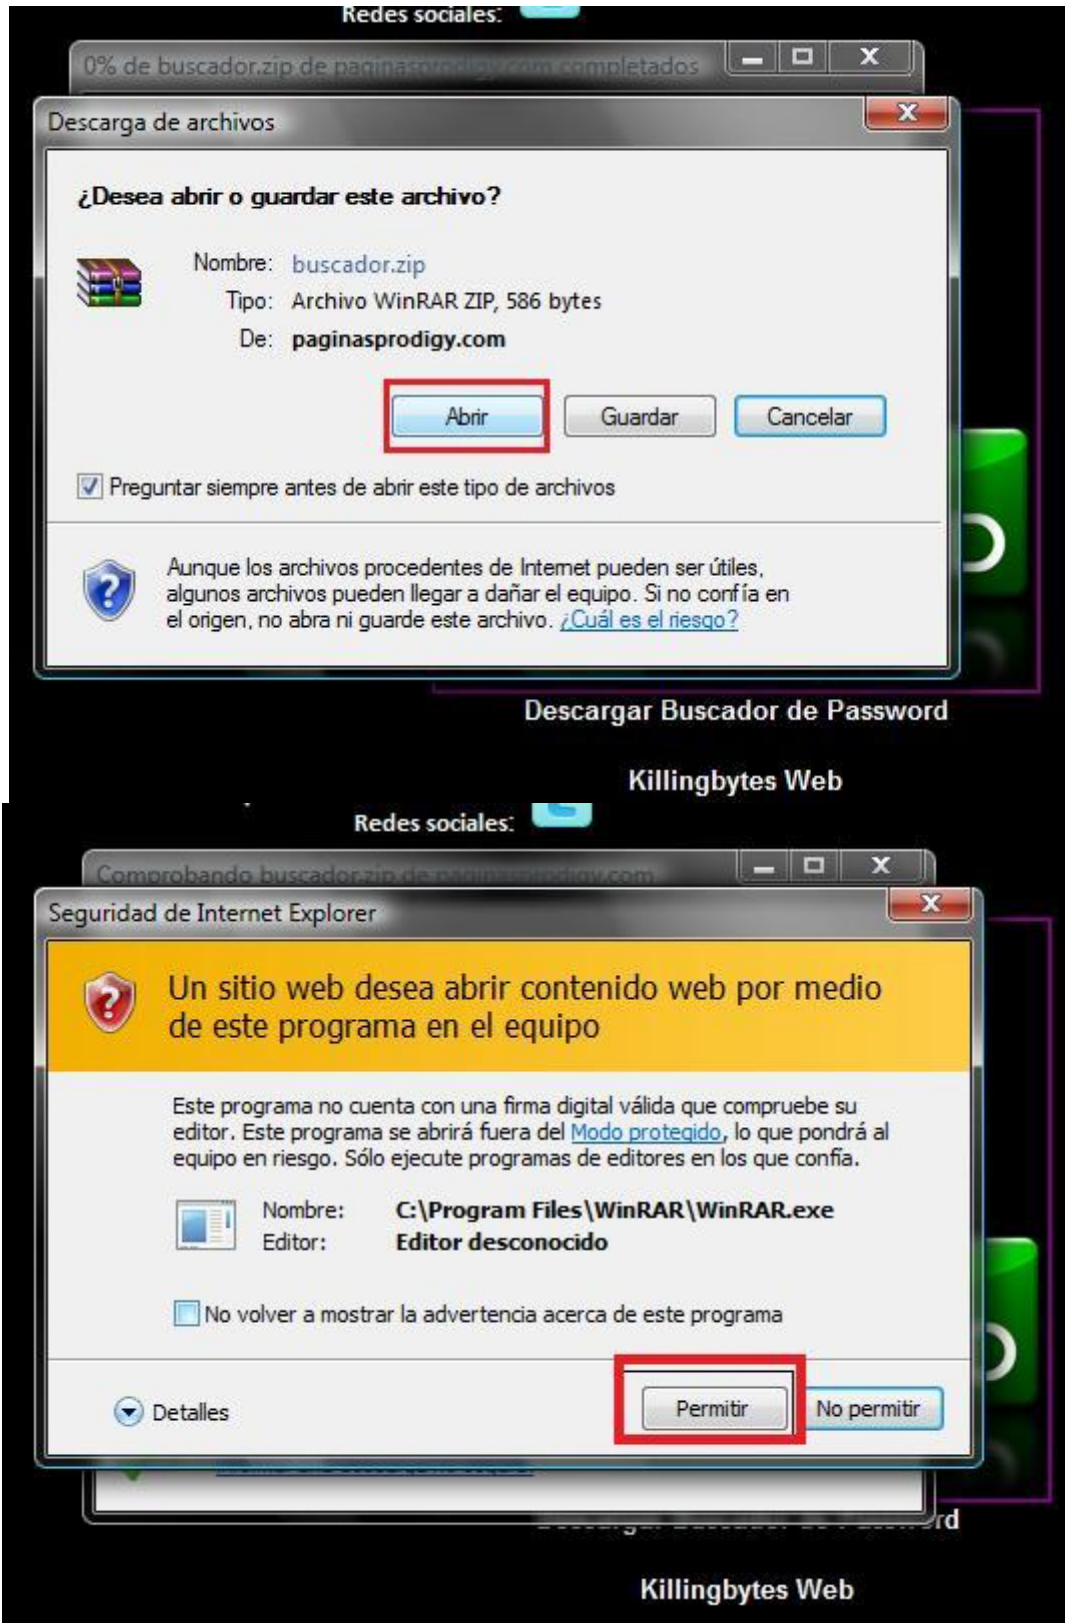 Redes sociales:
0% de buscador.zip de paginasprodigy.com completados
Descarga de archivos
¿Desea abrir o guardar este archivo?
Nombre: buscador.zip
Tipo: Archivo WinRAR ZIP, 586 bytes
De: paginasprodigy.com
Abrir Guardar Cancelar
Preguntar siempre antes de abrir este tipo de archivos
Aunque los archivos procedentes de Internet pueden ser útiles,
algunos archivos pueden llegar a dañar el equipo. Si no confía en
el origen, no abra ni guarde este archivo. ¿Cuál es el riesgo?
Descargar Buscador de Password
Killingbytes Web
Redes sociales:
Comprobando buscador.zip de paginasprodigy.com
Seguridad de Internet Explorer
Un sitio web desea abrir contenido web por medio
de este programa en el equipo
Este programa no cuenta con una firma digital válida que compruebe su
editor. Este programa se abrirá fuera del Modo protegido, lo que pondrá al
equipo en riesgo. Sólo ejecute programas de editores en los que confía.
Nombre: C:\Program Files\WinRAR\WinRAR.exe
Editor: Editor desconocido
No volver a mostrar la advertencia acerca de este programa
Detalles Permitir No permitir
Killingbytes Web